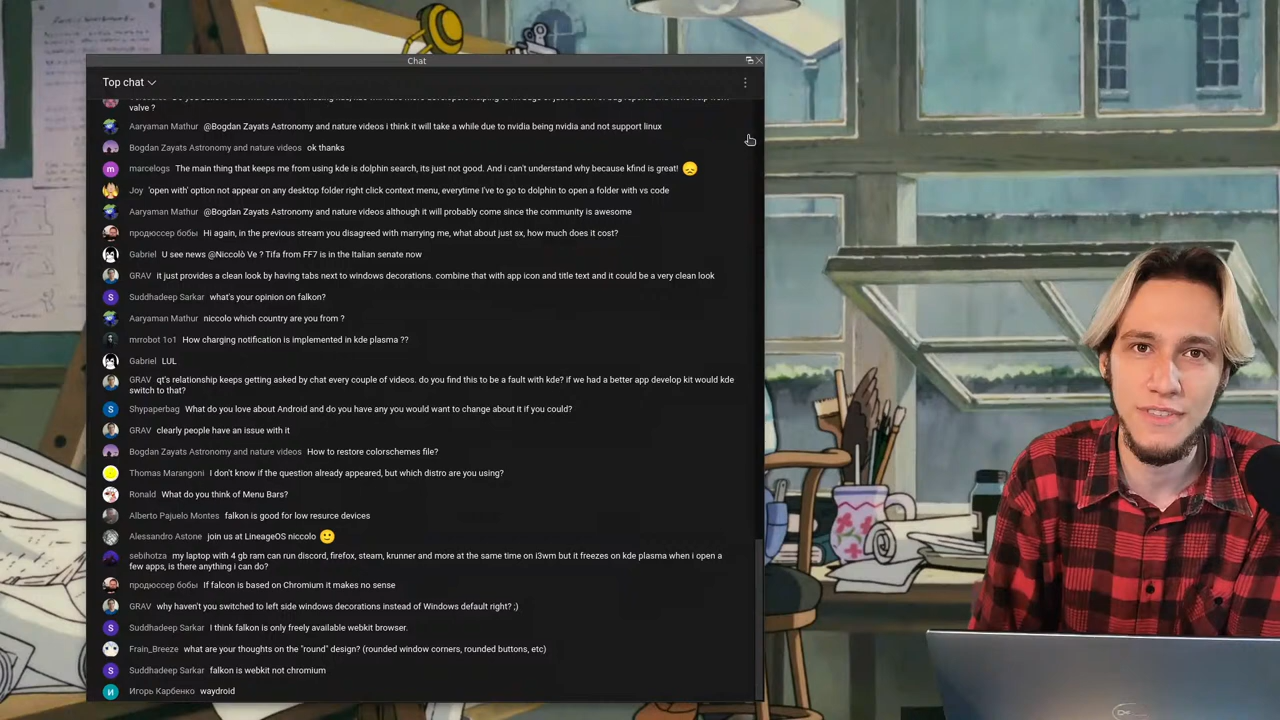 Chat
Top chat
valve ?
Aaryaman Mathur @Bogdan Zayats Astronomy and nature videos i think it will take a while due to nvidia being nvidia and not support linux
Bogdan Zayats Astronomy and nature videos ok thanks
marcelogs The main thing that keeps me from using kde is dolphin search, its just not good. And i can't understand why because kfind is great! 😞
Joy 'open with' option not appear on any desktop folder right click context menu, everytime I've to go to dolphin to open a folder with vs code
Aaryaman Mathur @Bogdan Zayats Astronomy and nature videos although it will probably come since the community is awesome
продюссер бобы Hi again, in the previous stream you disagreed with marrying me, what about just sx, how much does it cost?
Gabriel U see news @Niccolò Ve ? Tifa from FF7 is in the Italian senate now
GRAV it just provides a clean look by having tabs next to windows decorations. combine that with app icon and title text and it could be a very clean look
Suddhadeep Sarkar what's your opinion on falkon?
Aaryaman Mathur niccolo which country are you from ?
mrrobot 1o1 How charging notification is implemented in kde plasma ??
Gabriel LUL
GRAV qt's relationship keeps getting asked by chat every couple of videos. do you find this to be a fault with kde? if we had a better app develop kit would kde
switch to that?
Shypaperbag What do you love about Android and do you have any you would want to change about it if you could?
GRAV clearly people have an issue with it
Bogdan Zayats Astronomy and nature videos How to restore colorschemes file?
Thomas Marangoni I don't know if the question already appeared, but which distro are you using?
Ronald What do you think of Menu Bars?
Alberto Pajuelo Montes falkon is good for low resurce devices
Alessandro Astone join us at LineageOS niccolo 🙂
sebihotza my laptop with 4 gb ram can run discord, firefox, steam, krunner and more at the same time on i3wm but it freezes on kde plasma when i open a
few apps, is there anything i can do?
продюссер бобы If falcon is based on Chromium it makes no sense
GRAV why haven't you switched to left side windows decorations instead of Windows default right? ;)
Suddhadeep Sarkar I think falkon is only freely available webkit browser.
Frain_Breeze what are your thoughts on the "round" design? (rounded window corners, rounded buttons, etc)
Suddhadeep Sarkar falkon is webkit not chromium
Игорь Карбенко waydroid